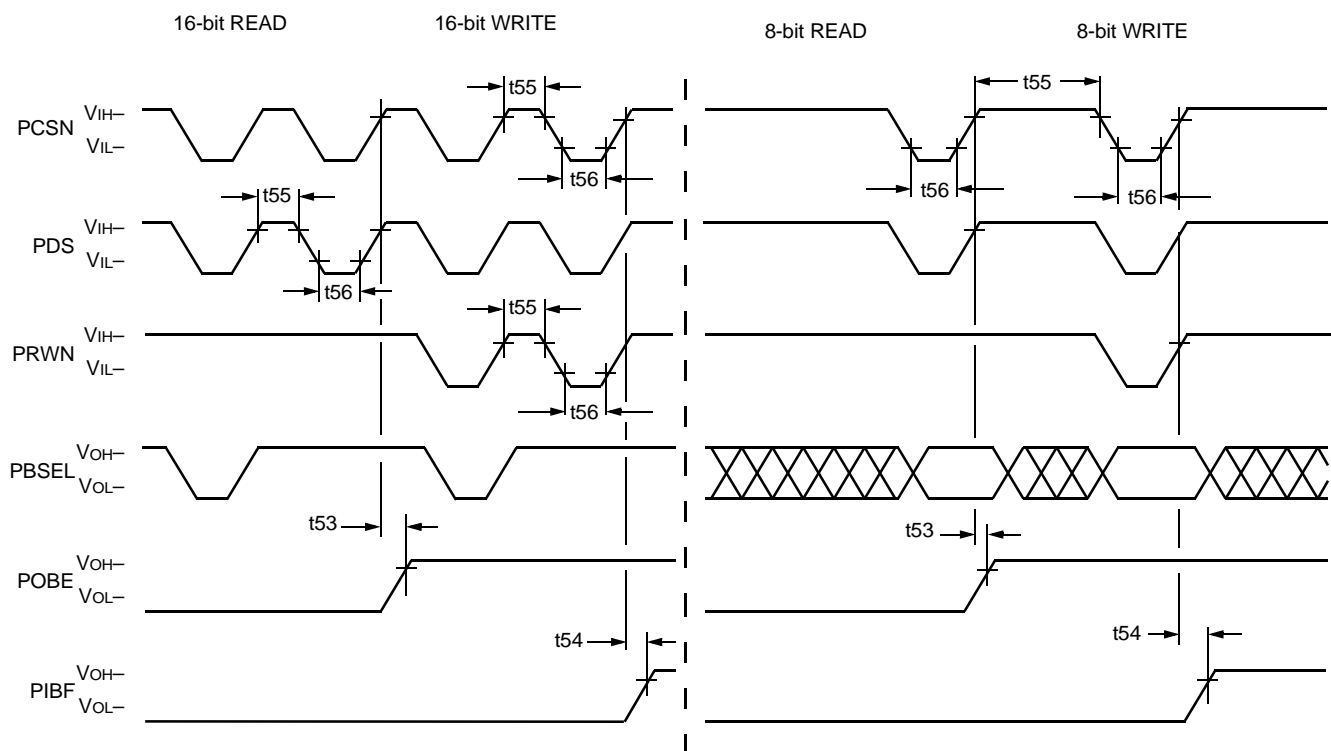 16-bit READ 16-bit WRITE 8-bit READ 8-bit WRITE
t55 t55
PCSN VIH–
VIL–
t56 t56 t56
t55
PDS VIH–
VIL–
t56
t55
PRWN VIH–
VIL–
t56
PBSEL VOH–
VOL–
t53 t53
POBE VOH–
VOL–
t54 t54
PIBF VOH–
VOL–